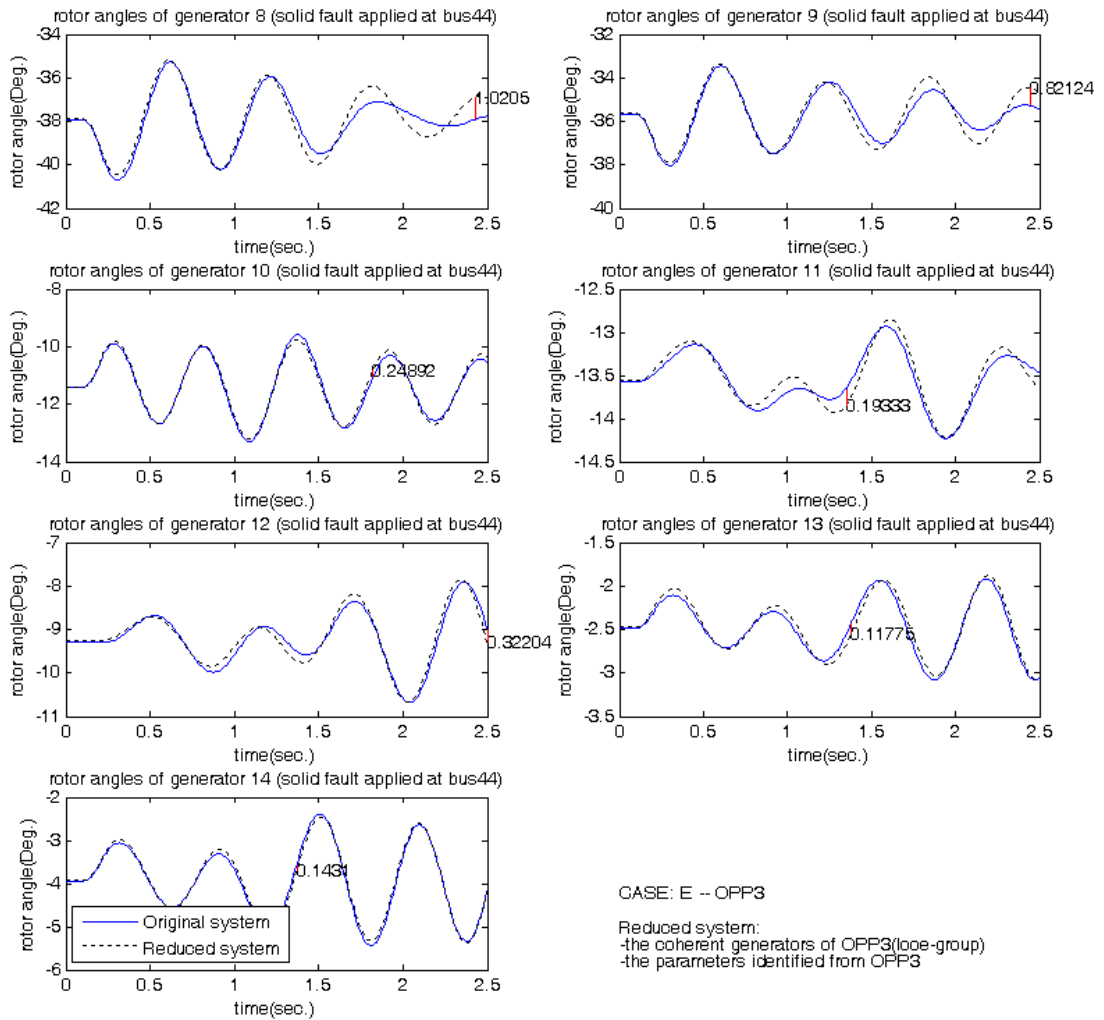 rotor angles of generator 8 (solid fault applied at bus44)
-34
-36
-38
-40
-42
rotor angle(Deg.)
1.0205
0 0.5 1 1.5 2 2.5
time(sec.)
rotor angles of generator 9 (solid fault applied at bus44)
-32
-34
-36
-38
-40
rotor angle(Deg.)
0.82124
0 0.5 1 1.5 2 2.5
time(sec.)
rotor angles of generator 10 (solid fault applied at bus44)
-8
-10
-12
-14
rotor angle(Deg.)
0.24892
0 0.5 1 1.5 2 2.5
time(sec.)
rotor angles of generator 11 (solid fault applied at bus44)
-12.5
-13
-13.5
-14
-14.5
rotor angle(Deg.)
0.19333
0 0.5 1 1.5 2 2.5
time(sec.)
rotor angles of generator 12 (solid fault applied at bus44)
-7
-8
-9
-10
-11
rotor angle(Deg.)
0.32204
0 0.5 1 1.5 2 2.5
time(sec.)
rotor angles of generator 13 (solid fault applied at bus44)
-1.5
-2
-2.5
-3
-3.5
rotor angle(Deg.)
0.11775
0 0.5 1 1.5 2 2.5
time(sec.)
rotor angles of generator 14 (solid fault applied at bus44)
-2
-3
-4
-5
-6
rotor angle(Deg.)
0.1431
Original system
Reduced system
0 0.5 1 1.5 2 2.5
time(sec.)
CASE: E -- OPP3
Reduced system:
-the coherent generators of OPP3(looe-group)
-the parameters identified from OPP3